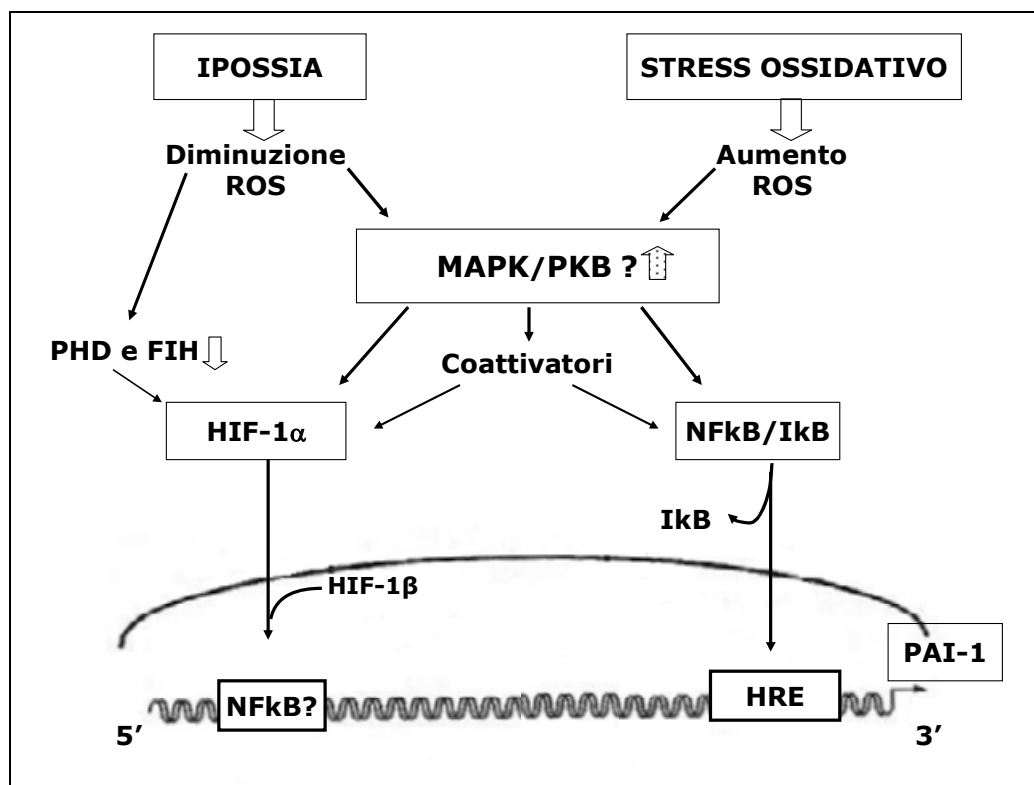 IPOSSIA
STRESS OSSIDATIVO
Diminuzione
ROS
Aumento
ROS
MAPK/PKB ?
PHD e FIH
Coattivatori
HIF-1α
NFkB/IkB
IkB
HIF-1β
PAI-1
NFkB?
HRE
5′
3′